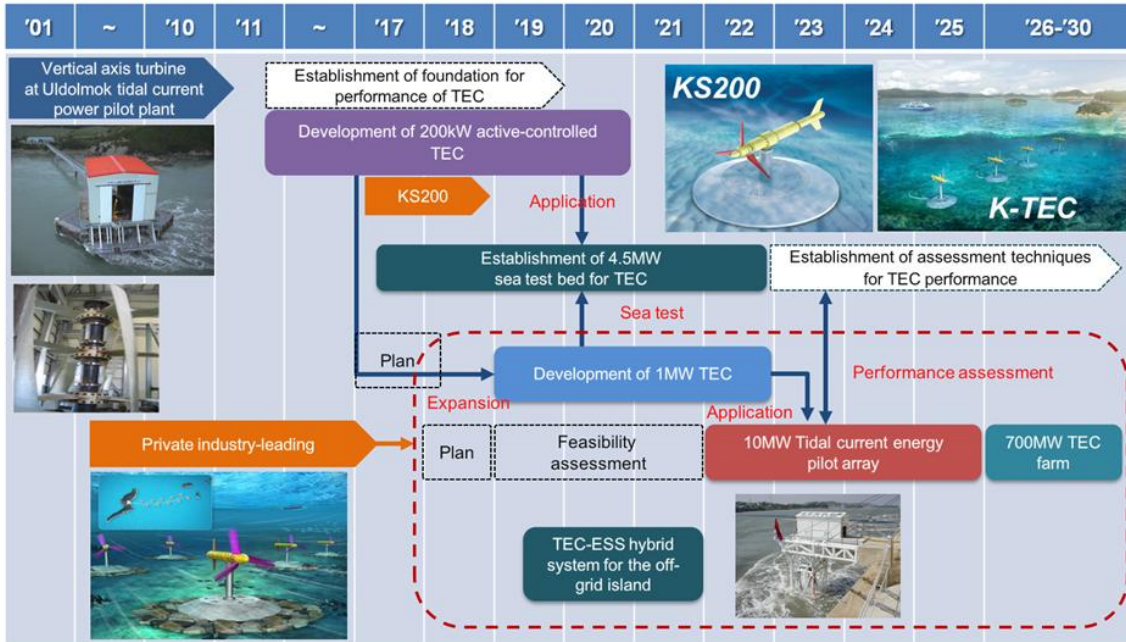 '01 ~ '10 '11 ~ '17 '18 '19 '20 '21 '22 '23 '24 '25 '26-'30
Vertical axis turbine
at Uldolmok tidal current
power pilot plant
Establishment of foundation for
performance of TEC
Development of 200kW active-controlled
TEC
KS200
Application
KS200
K-TEC
Establishment of 4.5MW
sea test bed for TEC
Establishment of assessment techniques
for TEC performance
Sea test
Plan
Development of 1MW TEC
Performance assessment
Expansion
Application
Private industry-leading
Plan
Feasibility
assessment
10MW Tidal current energy
pilot array
700MW TEC
farm
TEC-ESS hybrid
system for the off-
grid island